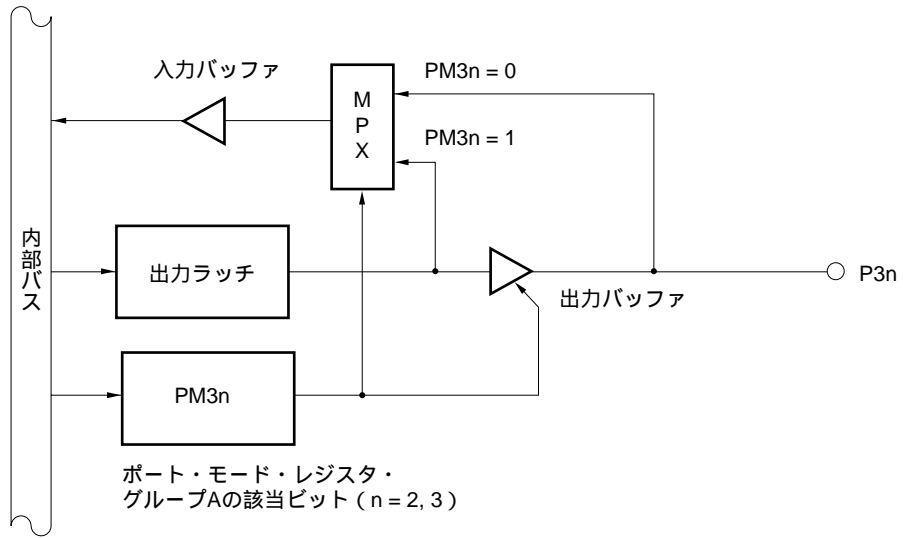 入力バッファ
PM3n = 0
MPX
PM3n = 1
内部バス
出力ラッチ
P3n
出力バッファ
PM3n
ポート・モード・レジスタ・
グループAの該当ビット（n = 2, 3）